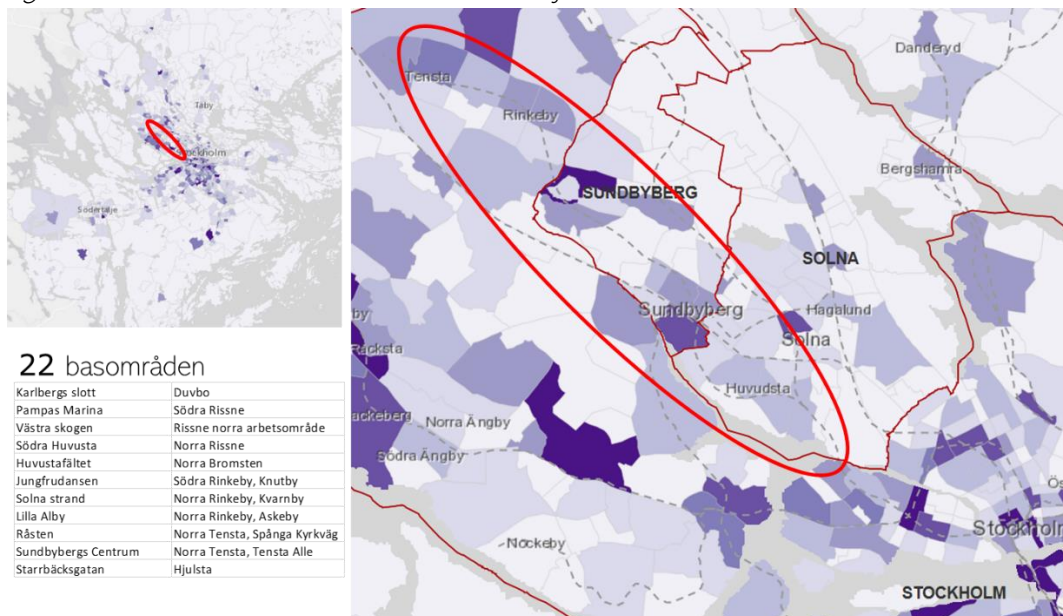 Täby
Stockholm
Södertälje
22 basområden
Karlbergs slott Duvbo
Pampas Marina Södra Rissne
Västra skogen Rissne norra arbetsområde
Södra Huvusta Norra Rissne
Huvustafältet Norra Bromsten
Jungfrudansen Södra Rinkeby, Knutby
Solna strand Norra Rinkeby, Kvarnby
Lilla Alby Norra Rinkeby, Askeby
Råsten Norra Tensta, Spånga Kyrkväg
Sundbybergs Centrum Norra Tensta, Tensta Alle
Starrbäcksgatan Hjulsta
Danderyd
Tensta
Rinkeby
Bergshamra
SUNDBYBERG
SOLNA
Sundbyberg
Hagalund
Solna
by
Racksta
Huvudsta
ackeberg
Norra Ängby
Södra Ängby
Ös
Stockholm
Nockeby
STOCKHOLM